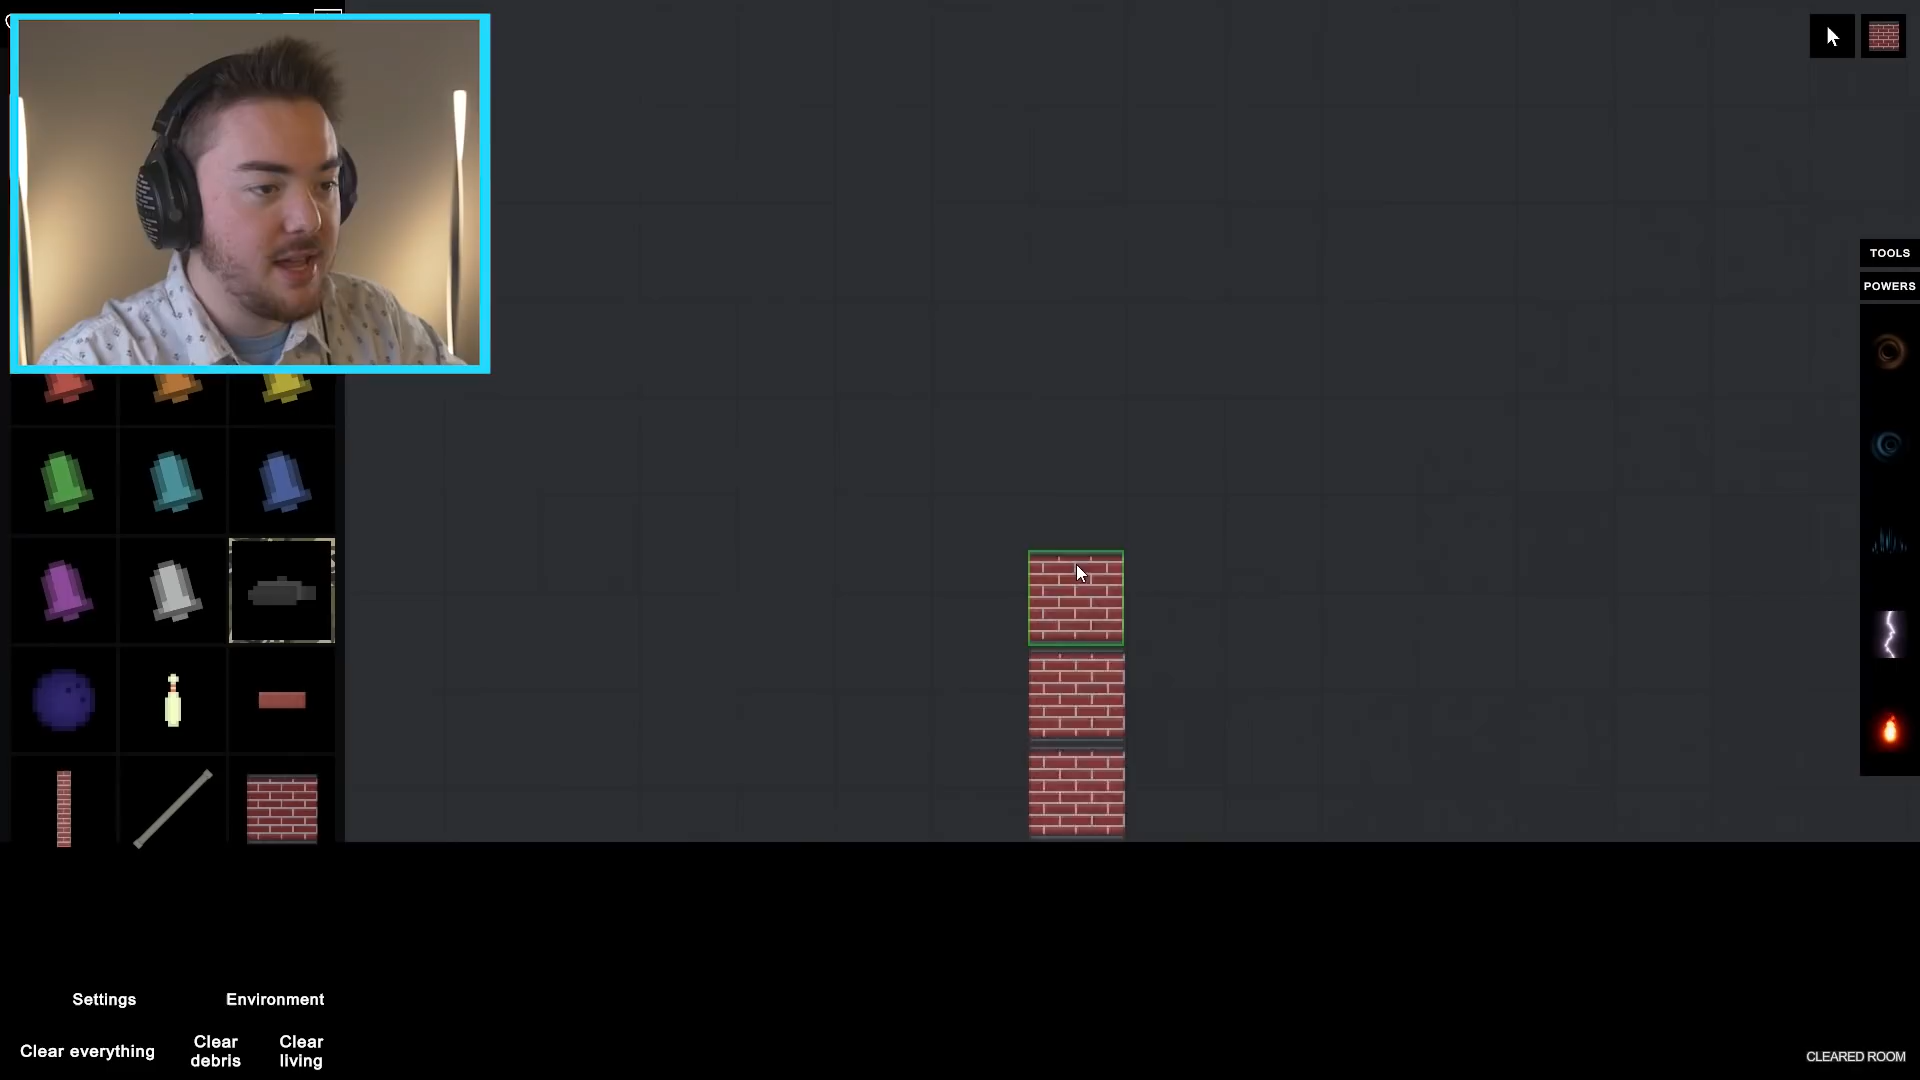 TOOLS
POWERS
Settings
Environment
Clear everything
Clear
debris
Clear
living
CLEARED ROOM